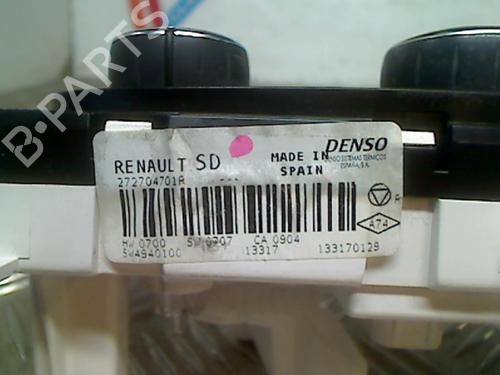 B-PARTS
RENAULT SD
MADE IN
SPAIN
DENSO
DENSO SISTEMAS TERMICOS
ESPAÑA, S.A.
272704701R
HW 0700 SW 0707 CA 0904
SW494010C 13317 133170129
A74